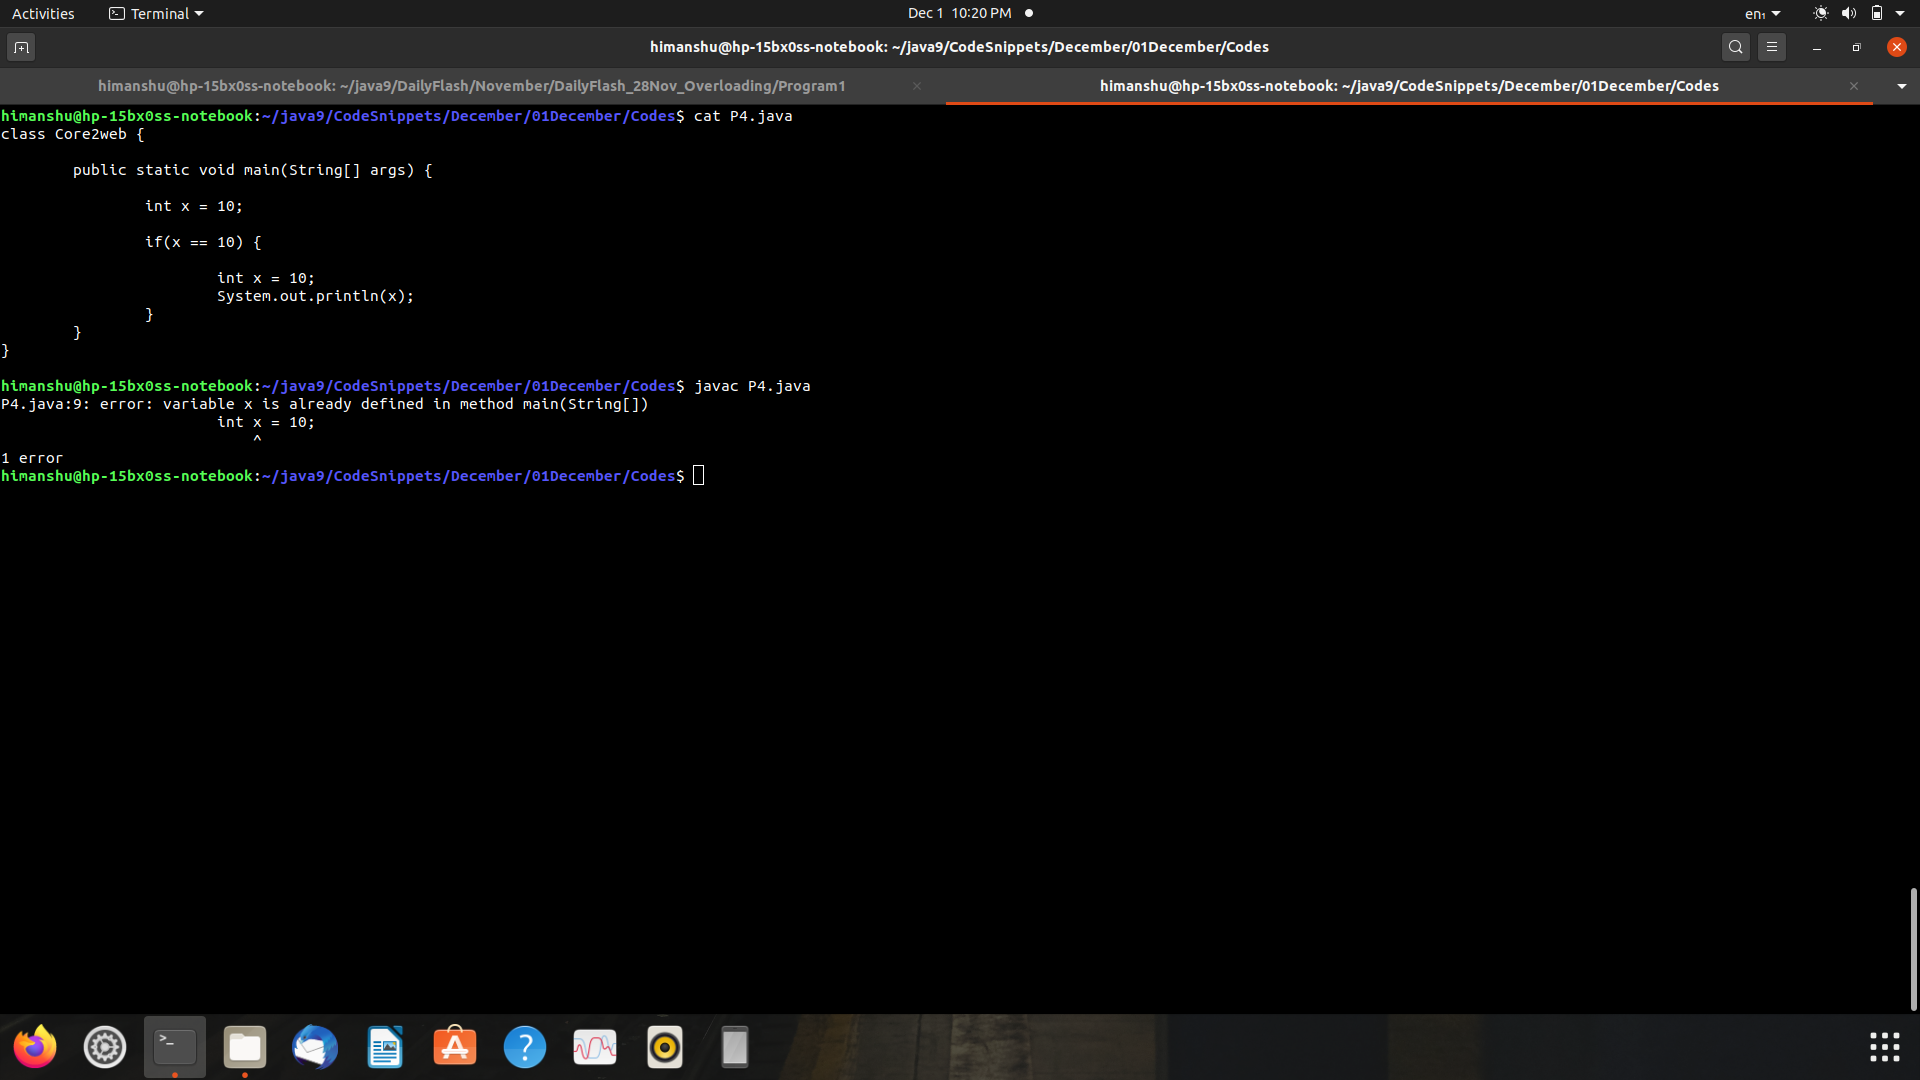 Activities Terminal Dec 1 10:20 PM en₁
himanshu@hp-15bx0ss-notebook: ~/java9/CodeSnippets/December/01December/Codes
himanshu@hp-15bx0ss-notebook: ~/java9/DailyFlash/November/DailyFlash_28Nov_Overloading/Program1 himanshu@hp-15bx0ss-notebook: ~/java9/CodeSnippets/December/01December/Codes
himanshu@hp-15bx0ss-notebook:~/java9/CodeSnippets/December/01December/Codes$ cat P4.java
class Core2web {
public static void main(String[] args) {
int x = 10;
if(x == 10) {
int x = 10;
System.out.println(x);
}
}
}
himanshu@hp-15bx0ss-notebook:~/java9/CodeSnippets/December/01December/Codes$ javac P4.java
P4.java:9: error: variable x is already defined in method main(String[])
int x = 10;
^
1 error
himanshu@hp-15bx0ss-notebook:~/java9/CodeSnippets/December/01December/Codes$